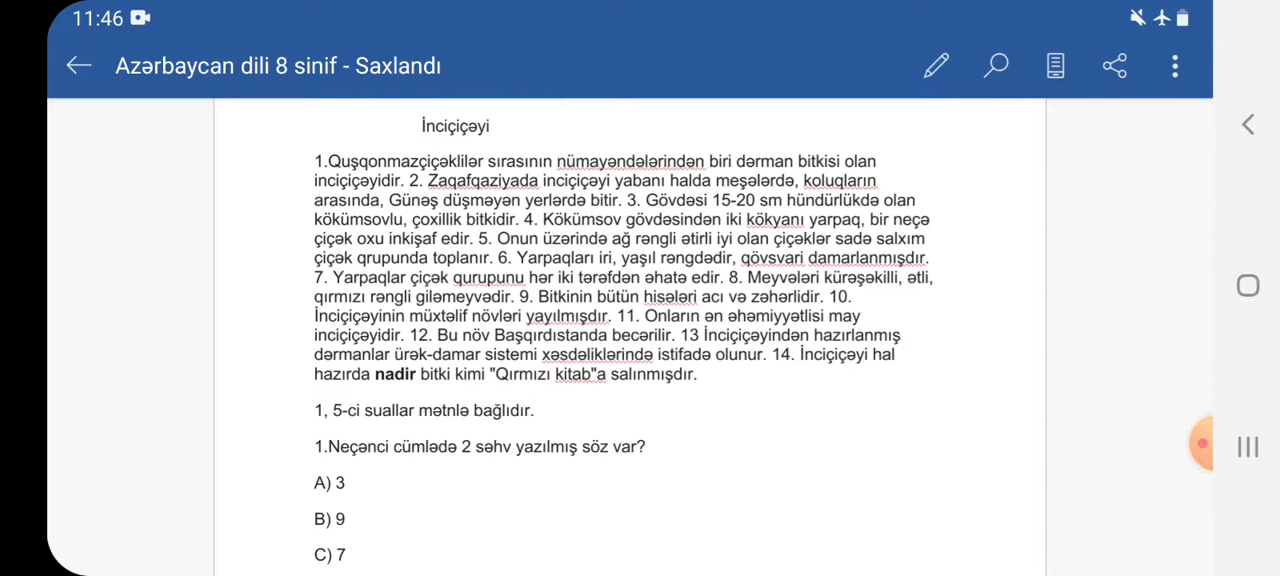 11:46
Azərbaycan dili 8 sinif - Saxlandı
İnciçiçəyi
1.Quşqonmazçiçəklilər sırasının nümayəndələrindən biri dərman bitkisi olan
inciçiçəyidir. 2. Zaqafqaziyada inciçiçəyi yabanı halda meşələrdə, koluqların
arasında, Günəş düşməyən yerlərdə bitir. 3. Gövdəsi 15-20 sm hündürlükdə olan
kökümsovlu, çoxillik bitkidir. 4. Kökümsov gövdəsindən iki kökyanı yarpaq, bir neçə
çiçək oxu inkişaf edir. 5. Onun üzərində ağ rəngli ətirli iyi olan çiçəklər sadə salxım
çiçək qrupunda toplanır. 6. Yarpaqları iri, yaşıl rəngdədir, qövsvari damarlanmışdır.
7. Yarpaqlar çiçək qurupunu hər iki tərəfdən əhatə edir. 8. Meyvələri kürəşəkilli, ətli,
qırmızı rəngli giləmeyvədir. 9. Bitkinin bütün hisələri acı və zəhərlidir. 10.
İnciçiçəyinin müxtəlif növləri yayılmışdır. 11. Onların ən əhəmiyyətlisi may
inciçiçəyidir. 12. Bu növ Başqırdıstanda becərilir. 13 İnciçiçəyindən hazırlanmış
dərmanlar ürək-damar sistemi xəsdəliklərində istifadə olunur. 14. İnciçiçəyi hal
hazırda nadir bitki kimi "Qırmızı kitab"a salınmışdır.
1, 5-ci suallar mətnlə bağlıdır.
1.Neçənci cümlədə 2 səhv yazılmış söz var?
A) 3
B) 9
C) 7